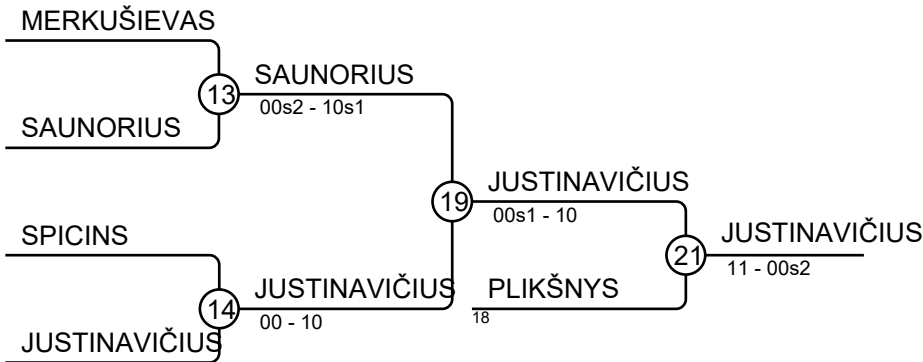 MERKUŠIEVAS
13
SAUNORIUS
00s2 - 10s1
SAUNORIUS
19
JUSTINAVIČIUS
00s1 - 10
SPICINS
21
JUSTINAVIČIUS
11 - 00s2
14
JUSTINAVIČIUS
00 - 10
PLIKŠNYS
18
JUSTINAVIČIUS